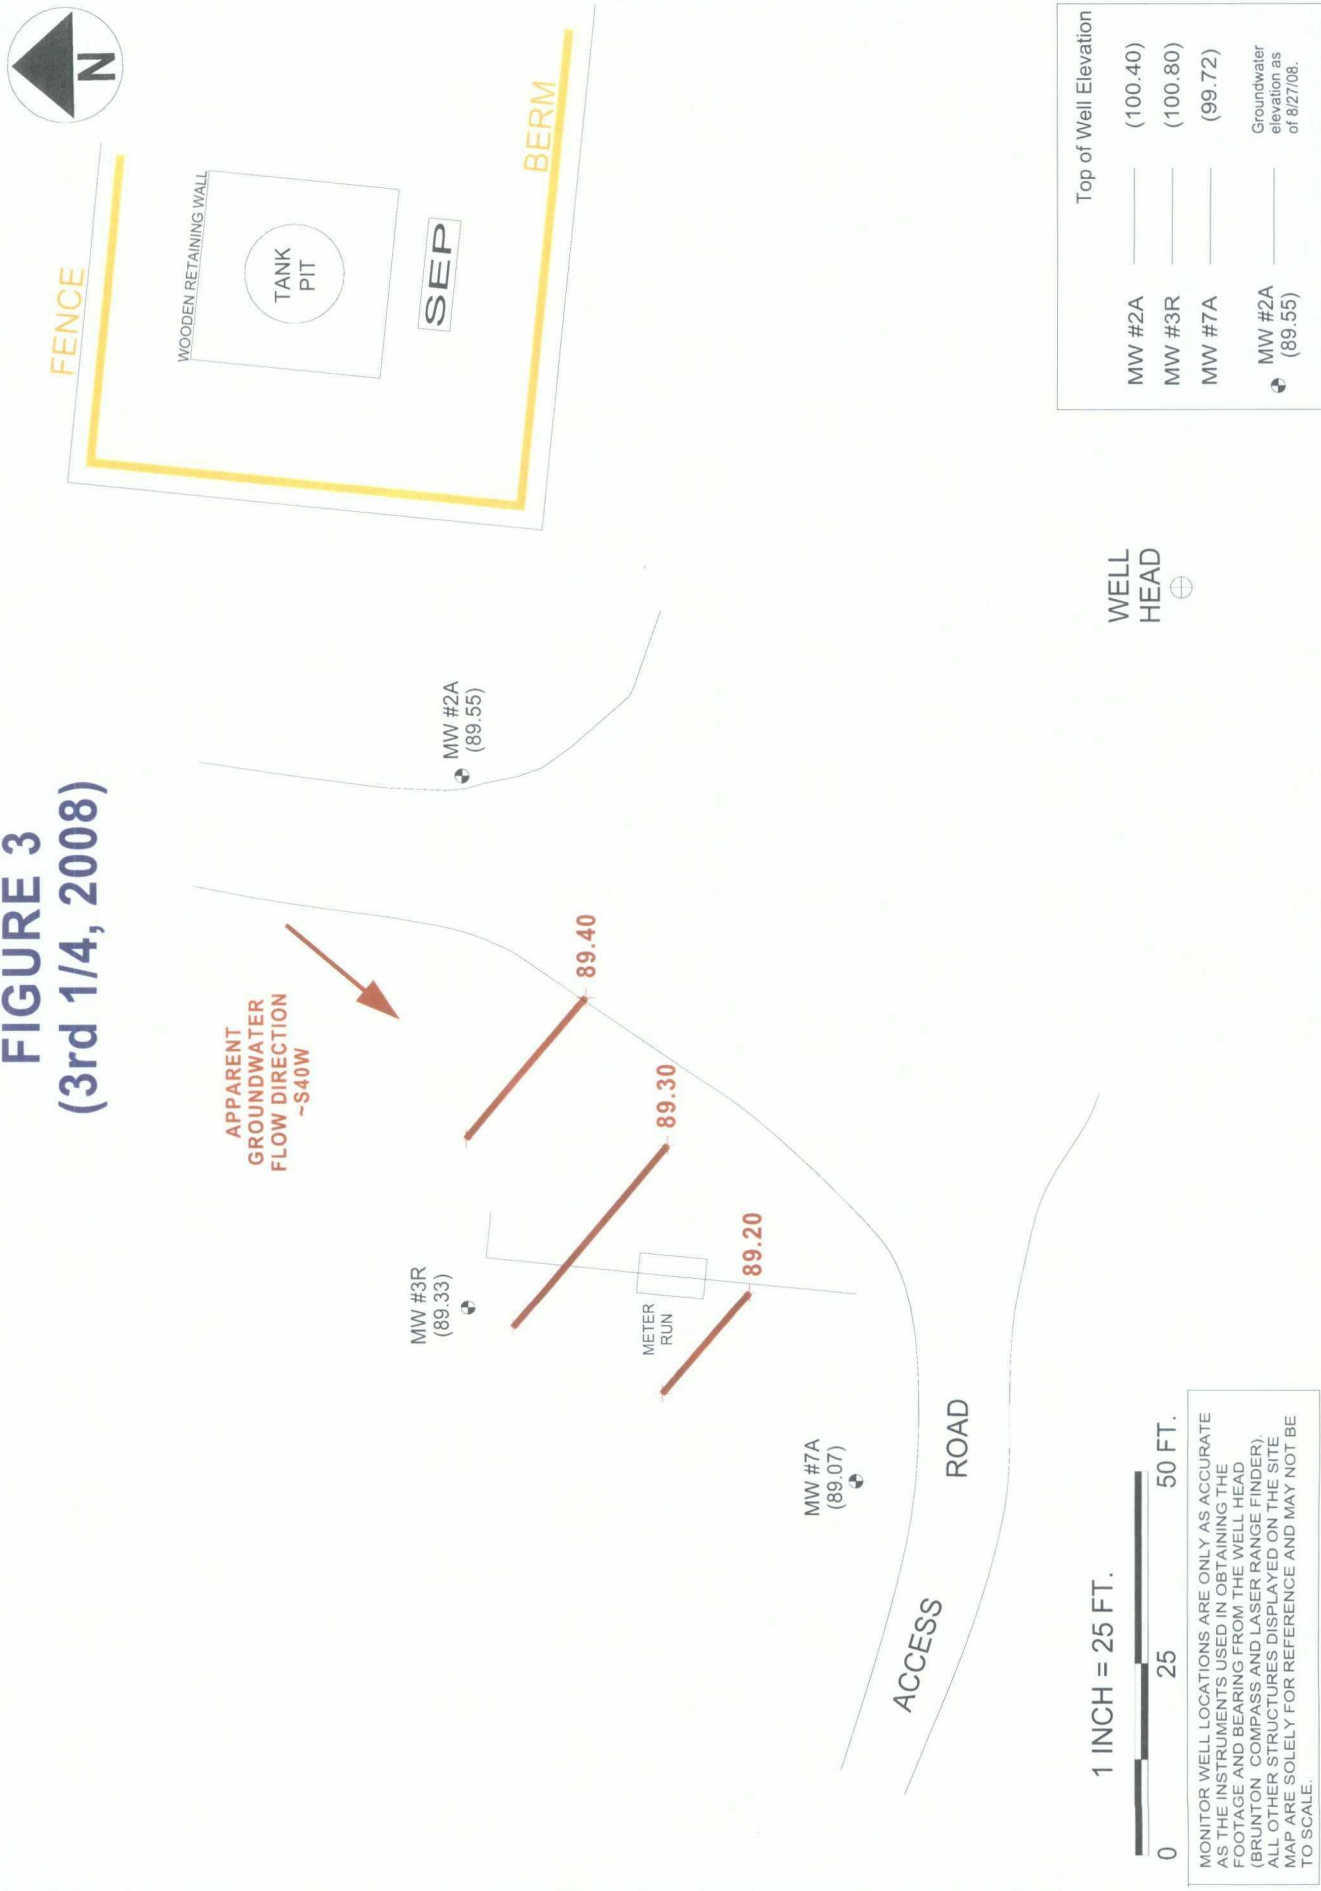 FIGURE 3
(3rd 1/4, 2008)
N
FENCE
WOODEN RETAINING WALL
TANK
PIT
SEP
BERM
APPARENT
GROUNDWATER
FLOW DIRECTION
~S40W
MW #2A
(89.55)
89.40
89.30
89.20
MW #3R
(89.33)
METER
RUN
MW #7A
(89.07)
ACCESS
ROAD
WELL
HEAD
1 INCH = 25 FT.
0
25
50 FT.
MONITOR WELL LOCATIONS ARE ONLY AS ACCURATE
AS THE INSTRUMENTS USED IN OBTAINING THE
FOOTAGE AND BEARING FROM THE WELL HEAD
(BRUNTON COMPASS AND LASER RANGE FINDER).
ALL OTHER STRUCTURES DISPLAYED ON THE SITE
MAP ARE SOLELY FOR REFERENCE AND MAY NOT BE
TO SCALE.
Top of Well Elevation
MW #2A (100.40)
MW #3R (100.80)
MW #7A (99.72)
MW #2A
(89.55)
Groundwater
elevation as
of 8/27/08.